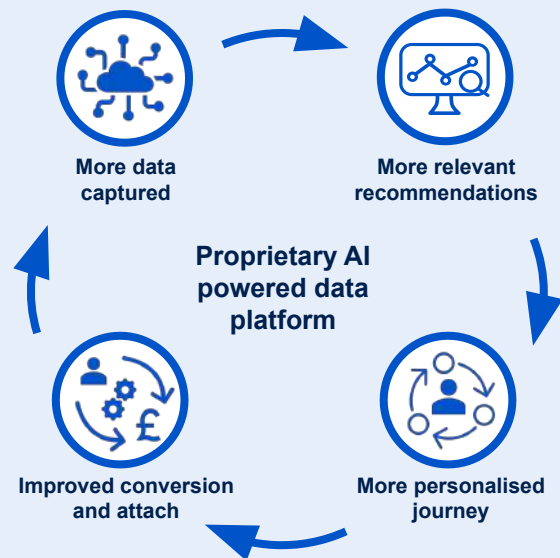 More data
captured
More relevant
recommendations
Proprietary AI
powered data
platform
£
Improved conversion
and attach
More personalised
journey